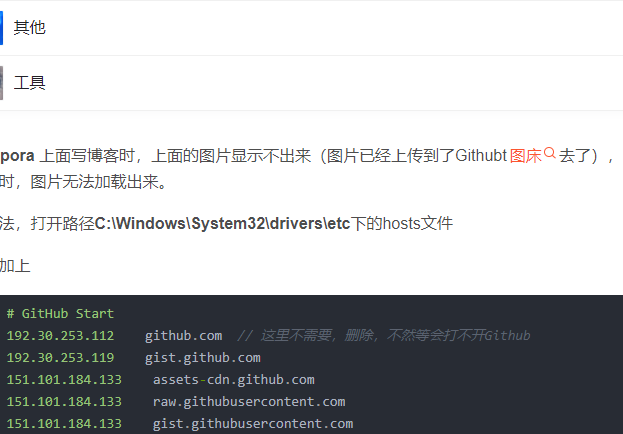 其他
工具
pora 上面写博客时，上面的图片显示不出来（图片已经上传到了Githubt 图床 去了），
时，图片无法加载出来。
法，打开路径C:\Windows\System32\drivers\etc下的hosts文件
加上
# GitHub Start
192.30.253.112    github.com  // 这里不需要，删除，不然等会打不开Github
192.30.253.119    gist.github.com
151.101.184.133    assets-cdn.github.com
151.101.184.133    raw.githubusercontent.com
151.101.184.133    gist.githubusercontent.com